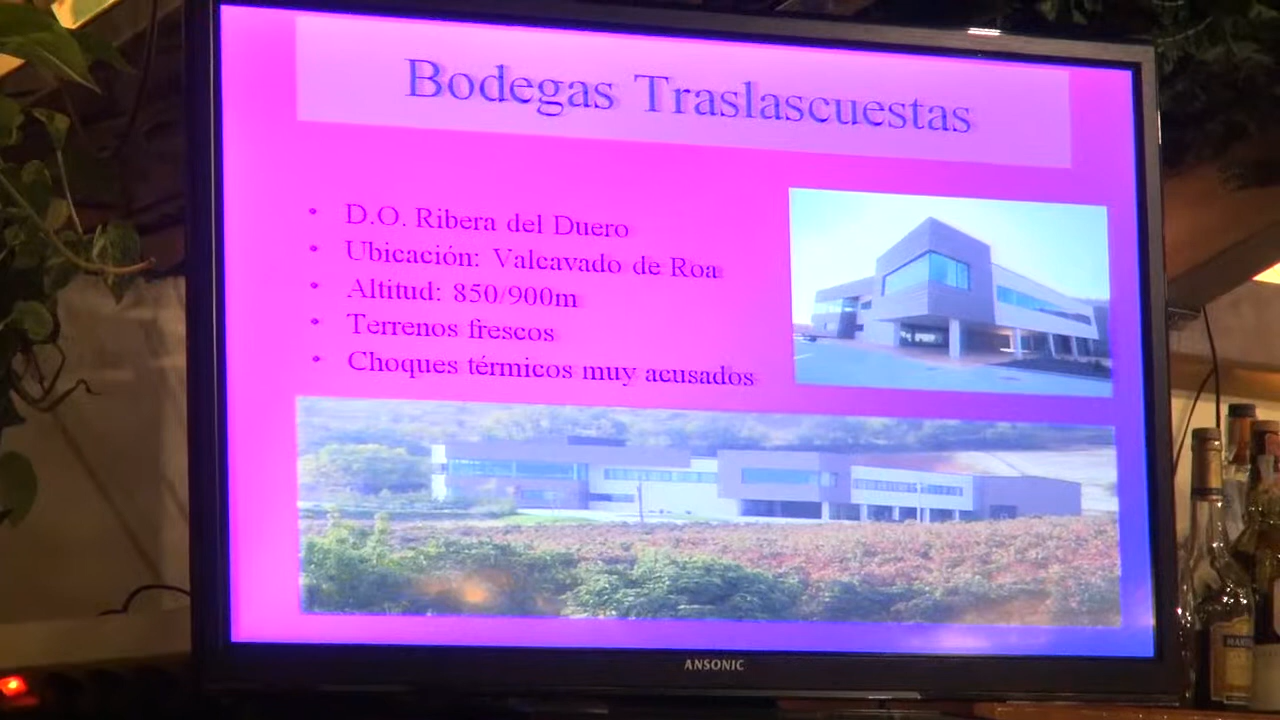 Bodegas Traslascuestas
• D.O. Ribera del Duero
• Ubicación: Valcavado de Roa
• Altitud: 850/900m
• Terrenos frescos
• Choques térmicos muy acusados
ANSONIC